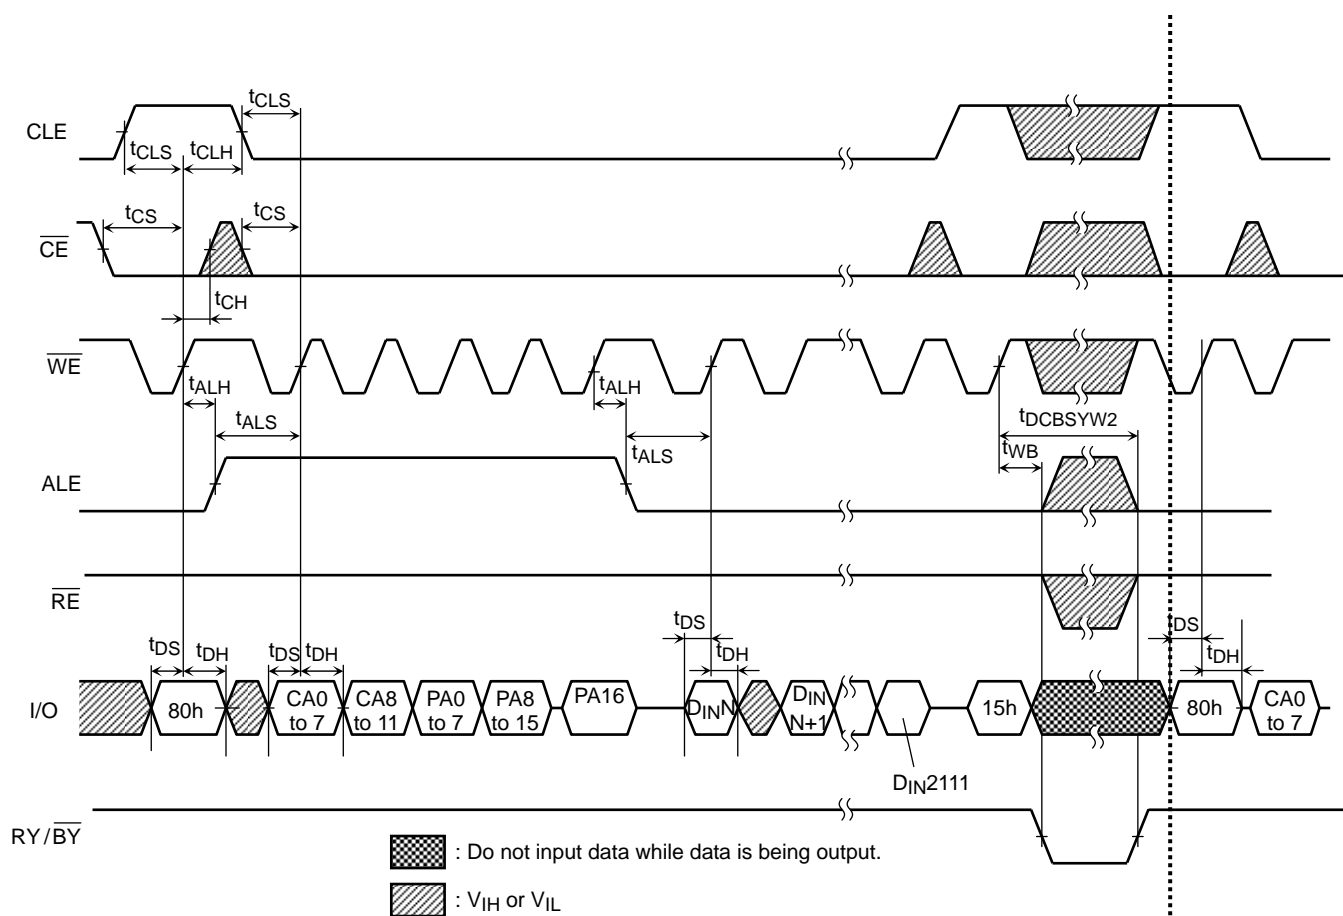 CLE
tCLS
tCLS
tCLH
CE
tCS
tCS
tCH
WE
tALH
tALS
tALH
tALS
tDCBSYW2
tWB
ALE
RE
tDS
tDH
tDS
tDH
tDS
tDH
DS
tDH
I/O
80h
CA0
to 7
CA8
to 11
PA0
to 7
PA8
to 15
PA16
DINN
DIN
N+1
DIN2111
15h
80h
CA0
to 7
RY/BY
: Do not input data while data is being output.
: VIH or VIL